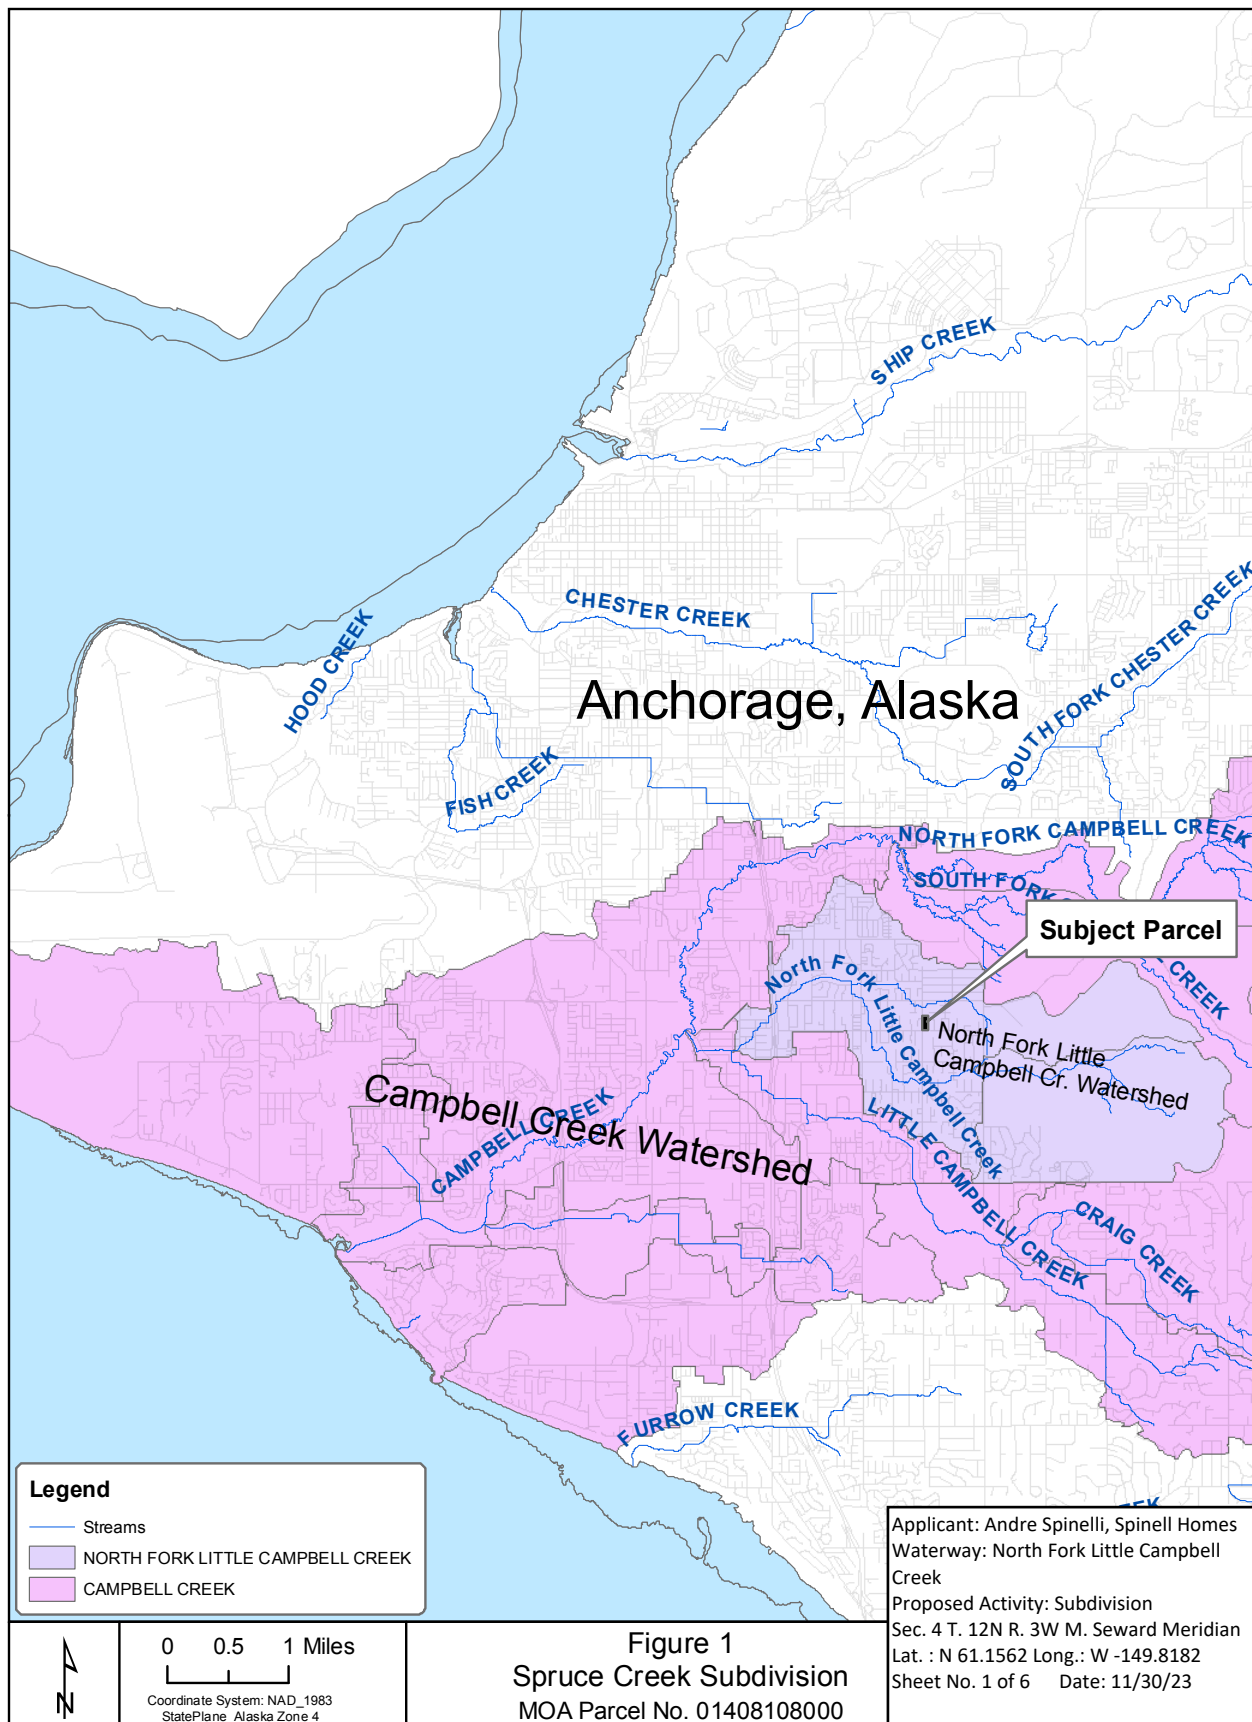 SHIP CREEK
CHESTER CREEK
SOUTH FORK CHESTER CREEK
HOOD CREEK
Anchorage, Alaska
FISH CREEK
NORTH FORK CAMPBELL CREEK
SOUTH FORK
CREEK
Subject Parcel
North Fork Little Campbell Creek
North Fork Little
Campbell Cr. Watershed
Campbell Creek Watershed
CAMPBELL CREEK
LITTLE CAMPBELL CREEK
CRAIG CREEK
FURROW CREEK
Legend
Streams
NORTH FORK LITTLE CAMPBELL CREEK
CAMPBELL CREEK
Applicant: Andre Spinelli, Spinell Homes
Waterway: North Fork Little Campbell
Creek
Proposed Activity: Subdivision
Sec. 4 T. 12N R. 3W M. Seward Meridian
Lat. : N 61.1562 Long.: W -149.8182
Sheet No. 1 of 6 Date: 11/30/23
N
0 0.5 1 Miles
Coordinate System: NAD_1983
StatePlane Alaska Zone 4
Figure 1
Spruce Creek Subdivision
MOA Parcel No. 01408108000